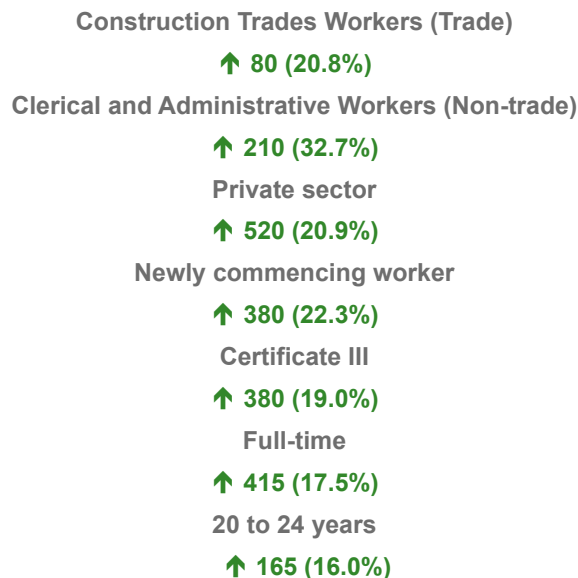 Construction Trades Workers (Trade)
↑ 80 (20.8%)
Clerical and Administrative Workers (Non-trade)
↑ 210 (32.7%)
Private sector
↑ 520 (20.9%)
Newly commencing worker
↑ 380 (22.3%)
Certificate III
↑ 380 (19.0%)
Full-time
↑ 415 (17.5%)
20 to 24 years
↑ 165 (16.0%)